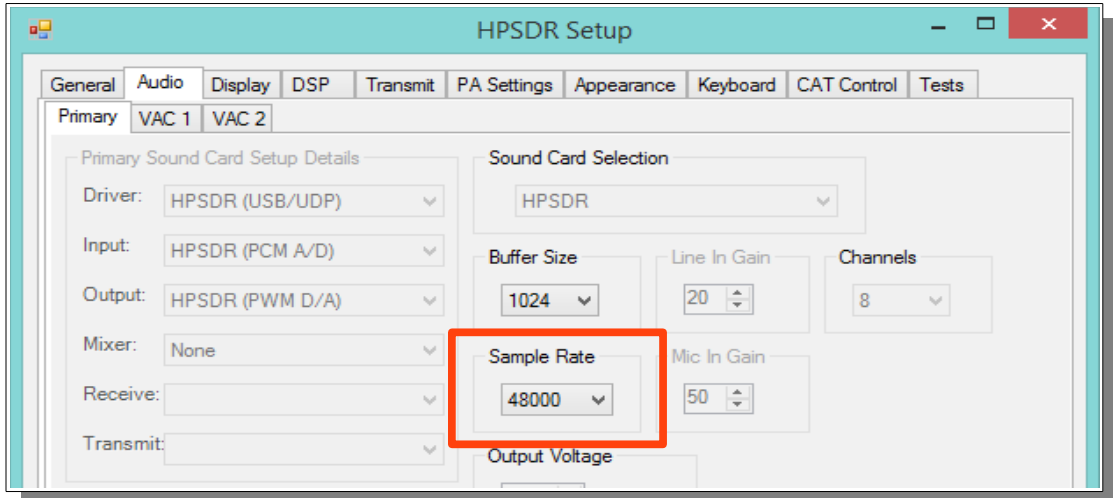 HPSDR Setup
General Audio Display DSP Transmit PA Settings Appearance Keyboard CAT Control Tests
Primary VAC 1 VAC 2
Primary Sound Card Setup Details
Driver: HPSDR (USB/UDP)
Input: HPSDR (PCM A/D)
Output: HPSDR (PWM D/A)
Mixer: None
Receive:
Transmit:
Sound Card Selection
HPSDR
Buffer Size
1024
Line In Gain
20
Channels
8
Sample Rate
48000
Mic In Gain
50
Output Voltage